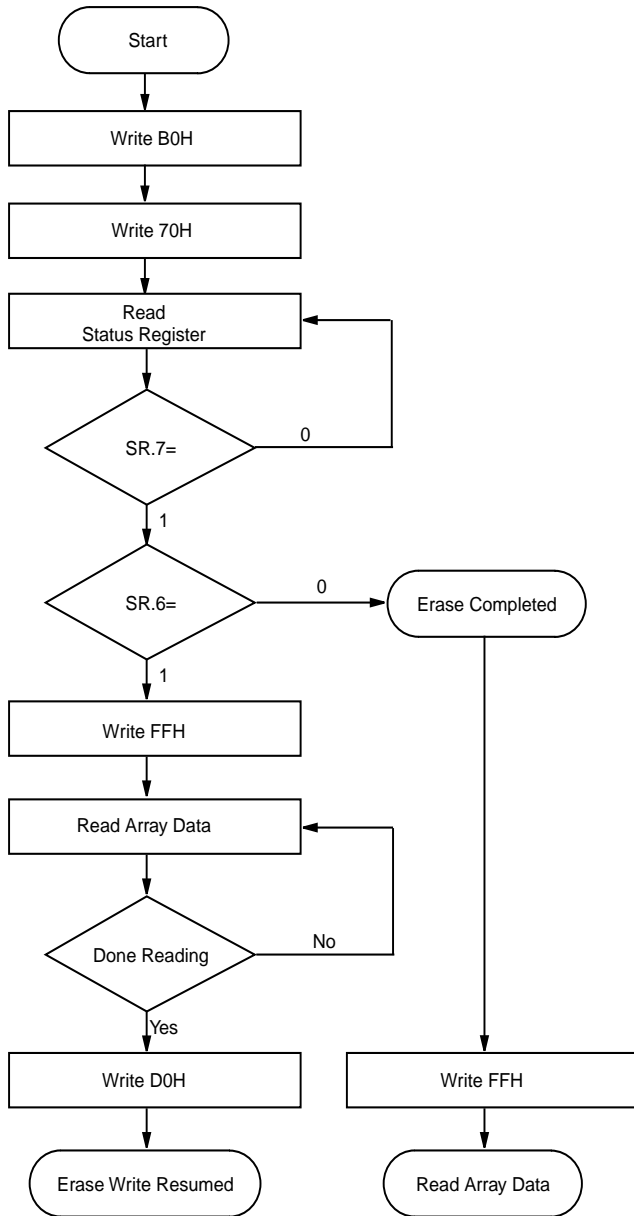 Start
Write B0H
Write 70H
Read
Status Register
SR.7=
0
1
SR.6=
0
Erase Completed
1
Write FFH
Read Array Data
Done Reading
No
Yes
Write D0H
Write FFH
Erase Write Resumed
Read Array Data